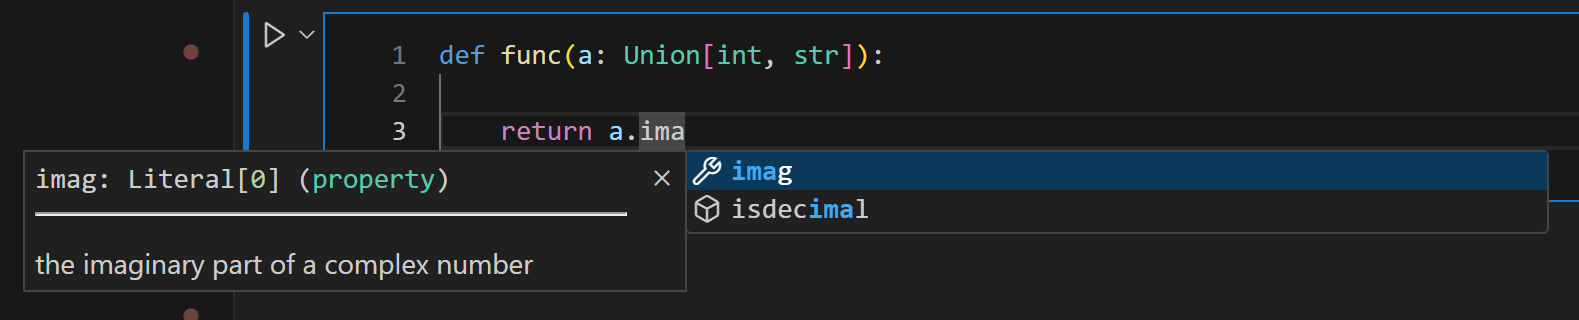 1 def func(a: Union[int, str]):
2
3 return a.ima
imag: Literal[0] (property)
the imaginary part of a complex number
imag
isdecimal